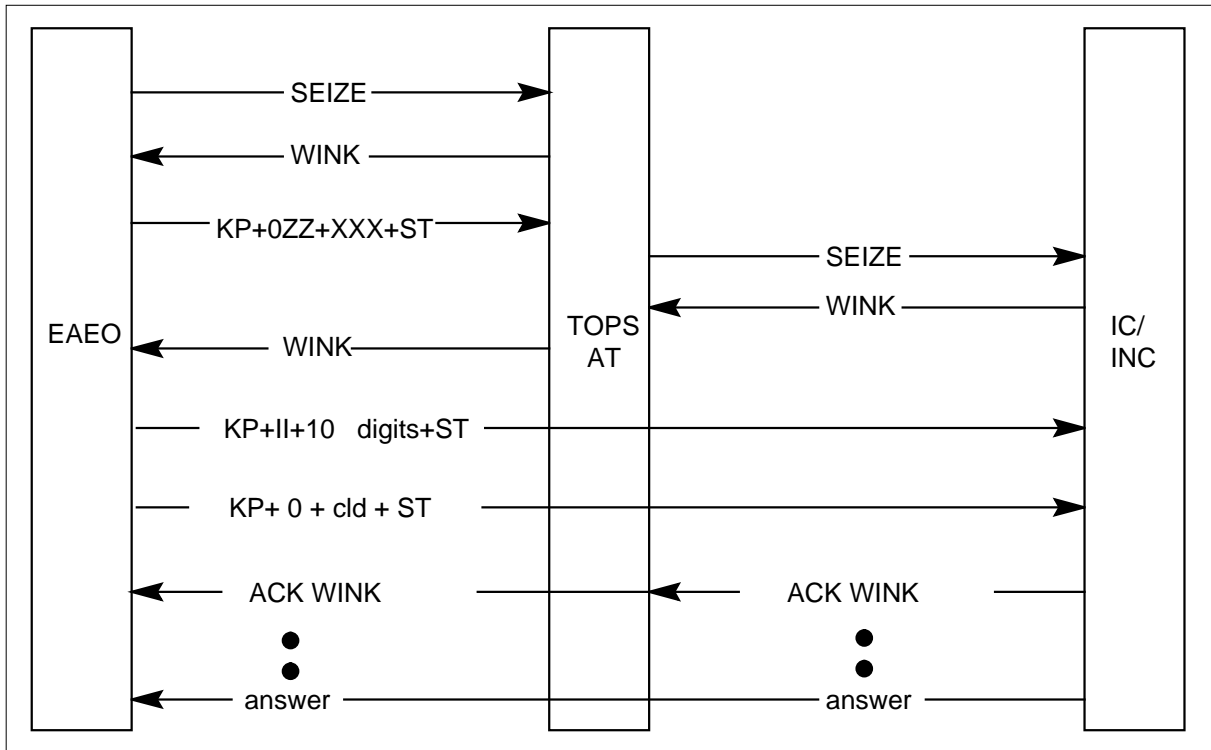 SEIZE
WINK
KP+0ZZ+XXX+ST
SEIZE
WINK
EAEO
TOPS
AT
IC/
INC
WINK
KP+II+10 digits+ST
KP+ 0 + cld + ST
ACK WINK
ACK WINK
answer
answer